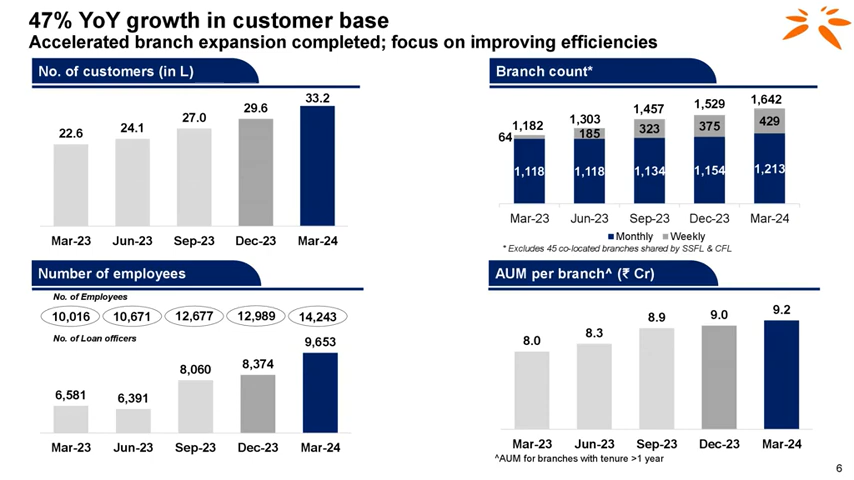 47% YoY growth in customer base
Accelerated branch expansion completed; focus on improving efficiencies
No. of customers (in L)
22.6 24.1 27.0 29.6 33.2
Mar-23 Jun-23 Sep-23 Dec-23 Mar-24
Branch count*
1,182 1,303 1,457 1,529 1,642
64 185 323 375 429
1,118 1,118 1,134 1,154 1,213
Mar-23 Jun-23 Sep-23 Dec-23 Mar-24
Monthly Weekly
* Excludes 45 co-located branches shared by SSFL & CFL
Number of employees
No. of Employees
10,016 10,671 12,677 12,989 14,243
No. of Loan officers
6,581 6,391 8,060 8,374 9,653
Mar-23 Jun-23 Sep-23 Dec-23 Mar-24
AUM per branch^ (₹ Cr)
8.0 8.3 8.9 9.0 9.2
Mar-23 Jun-23 Sep-23 Dec-23 Mar-24
^AUM for branches with tenure >1 year
6